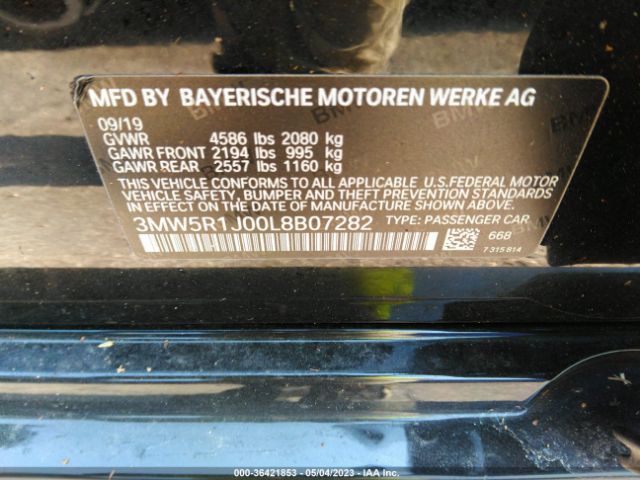 MFD BY BAYERISCHE MOTOREN WERKE AG
09/19
GVWR 4586 lbs 2080 kg
GAWR FRONT 2194 lbs 995 kg
GAWR REAR 2557 lbs 1160 kg
THIS VEHICLE CONFORMS TO ALL APPLICABLE U.S.FEDERAL MOTOR
VEHICLE SAFETY, BUMPER AND THEFT PREVENTION STANDARDS
IN EFFECT ON THE DATE OF MANUFACTURE SHOWN ABOVE.
3MW5R1J00L8B07282 TYPE: PASSENGER CAR
668
7 315 814
000-36421853 - 05/04/2023 - IAA Inc.